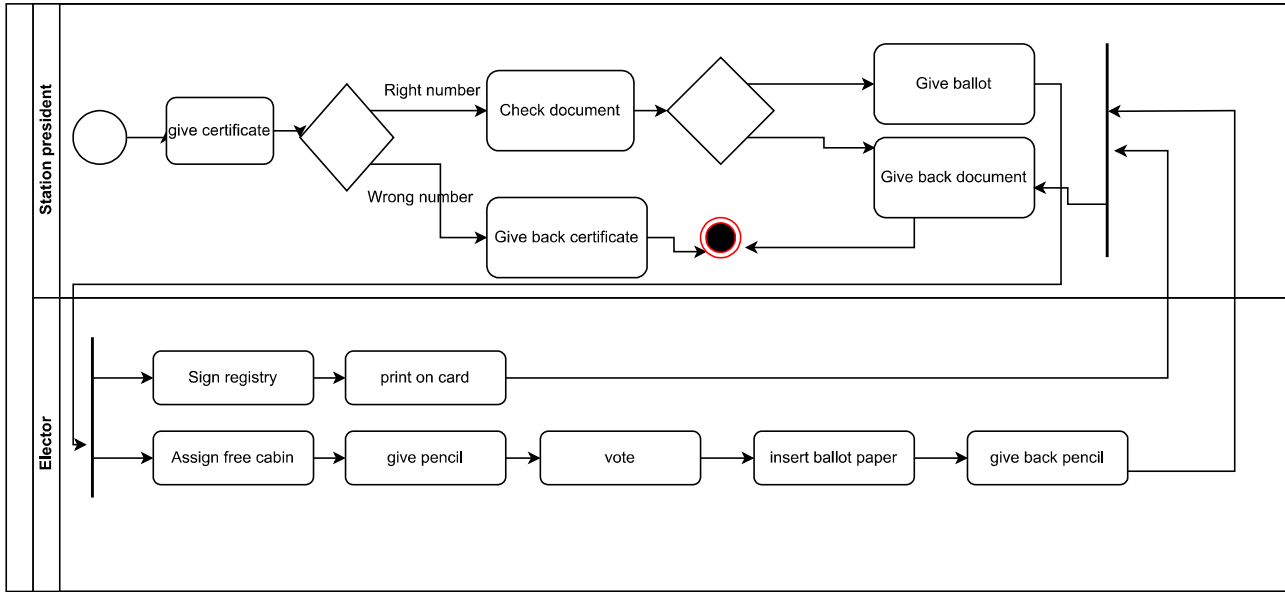 Station president
give certificate
Right number
Wrong number
Check document
Give back certificate
Give ballot
Give back document
Elector
Sign registry
print on card
Assign free cabin
give pencil
vote
insert ballot paper
give back pencil